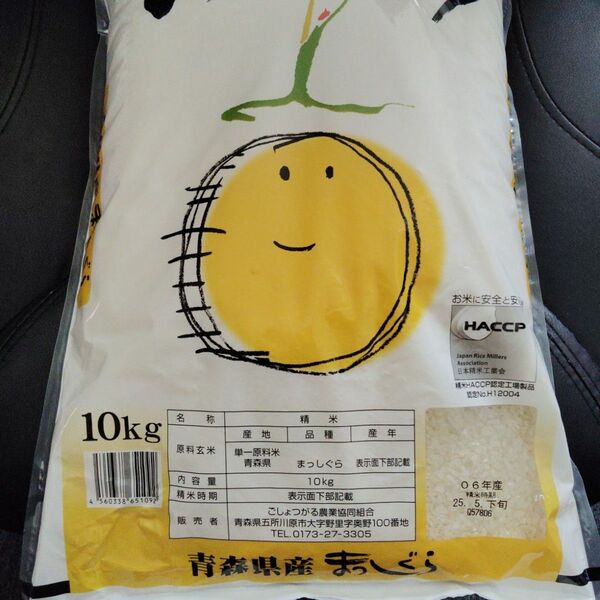 お米に安全と安
HACCP
Japan Rice Millers
Association
日本精米工業会
精米HACCP認定工場製品
認定No.H12004
10kg
4 560338 651092
名称 精米
原料玄米 産地 品種 産年
単一原料米
青森県 まっしぐら 表示面下部記載
内容量 10kg
精米時期 表示面下部記載
販売者 ごしょつがる農業協同組合
青森県五所川原市大字野里字奥野100番地
TEL.0173-27-3305
06年産
25. 5.下旬
Q57806
青森県産 まっしぐら